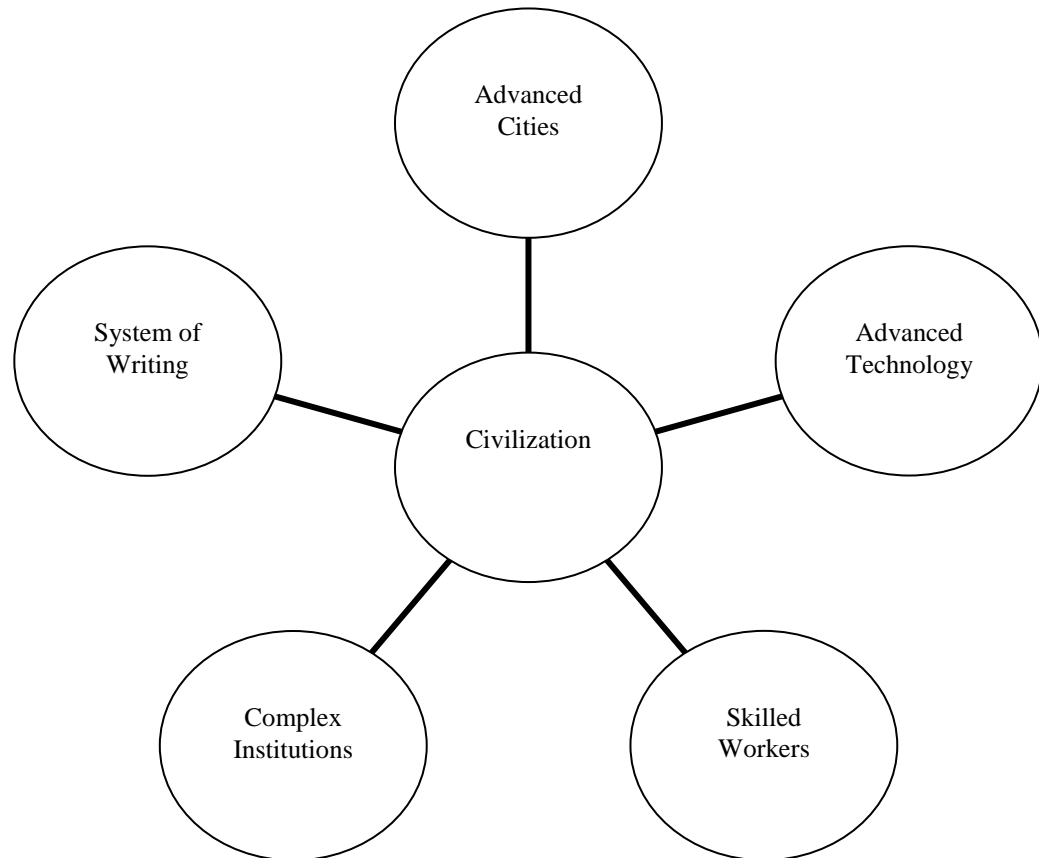 Advanced
Cities
System of
Writing
Advanced
Technology
Civilization
Complex
Institutions
Skilled
Workers